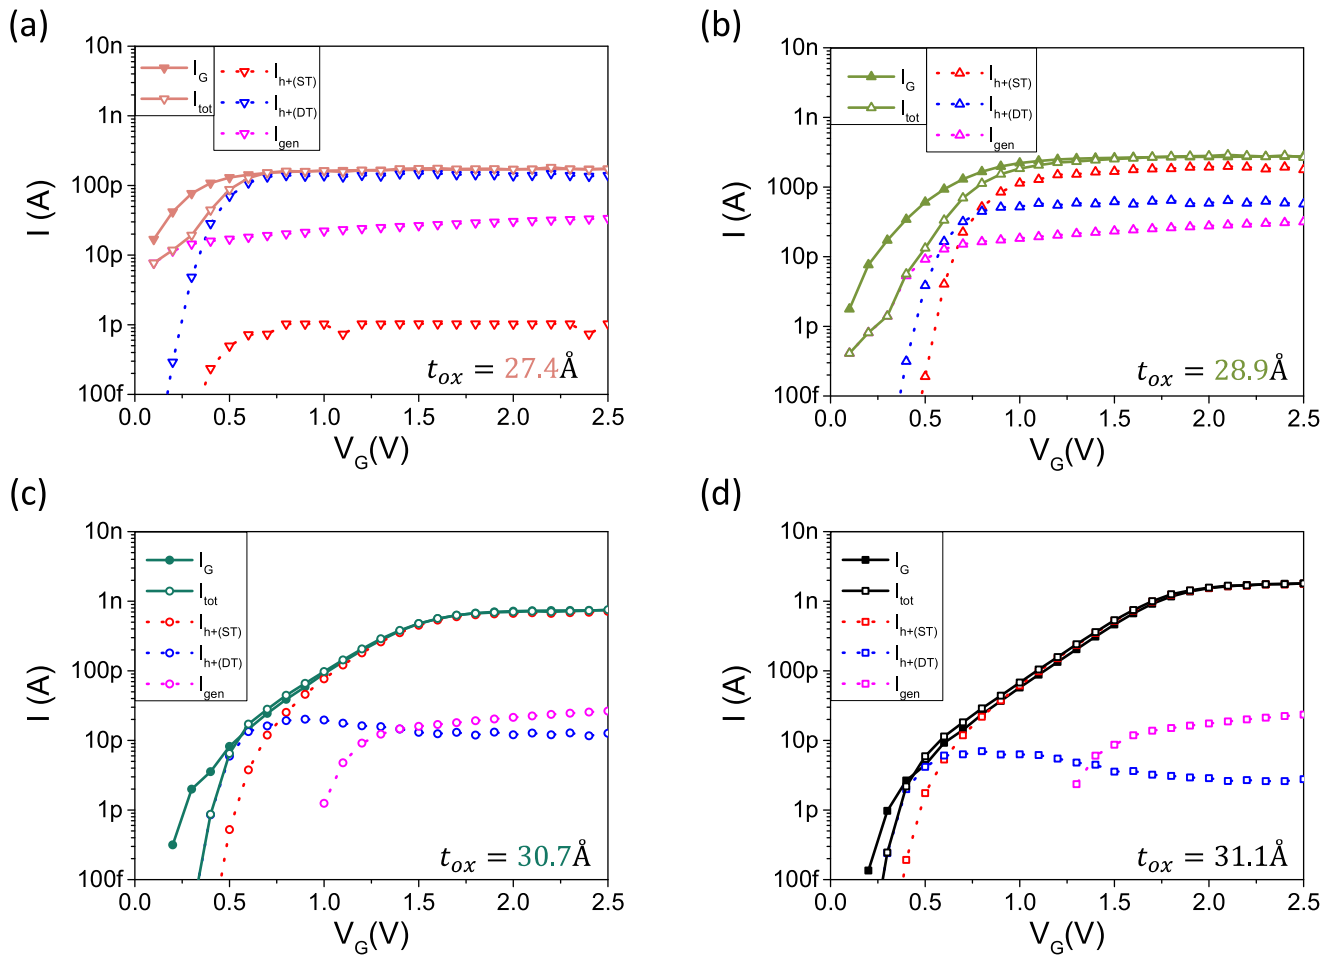 (a)
10n
1n
100p
10p
1p
100f
I (A)
I_G
I_tot
I_h+(ST)
I_h+(DT)
I_gen
t_ox = 27.4Å
0.0 0.5 1.0 1.5 2.0 2.5
V_G(V)
(b)
10n
1n
100p
10p
1p
100f
I (A)
I_G
I_tot
I_h+(ST)
I_h+(DT)
I_gen
t_ox = 28.9Å
0.0 0.5 1.0 1.5 2.0 2.5
V_G(V)
(c)
10n
1n
100p
10p
1p
100f
I (A)
I_G
I_tot
I_h+(ST)
I_h+(DT)
I_gen
t_ox = 30.7Å
0.0 0.5 1.0 1.5 2.0 2.5
V_G(V)
(d)
10n
1n
100p
10p
1p
100f
I (A)
I_G
I_tot
I_h+(ST)
I_h+(DT)
I_gen
t_ox = 31.1Å
0.0 0.5 1.0 1.5 2.0 2.5
V_G(V)